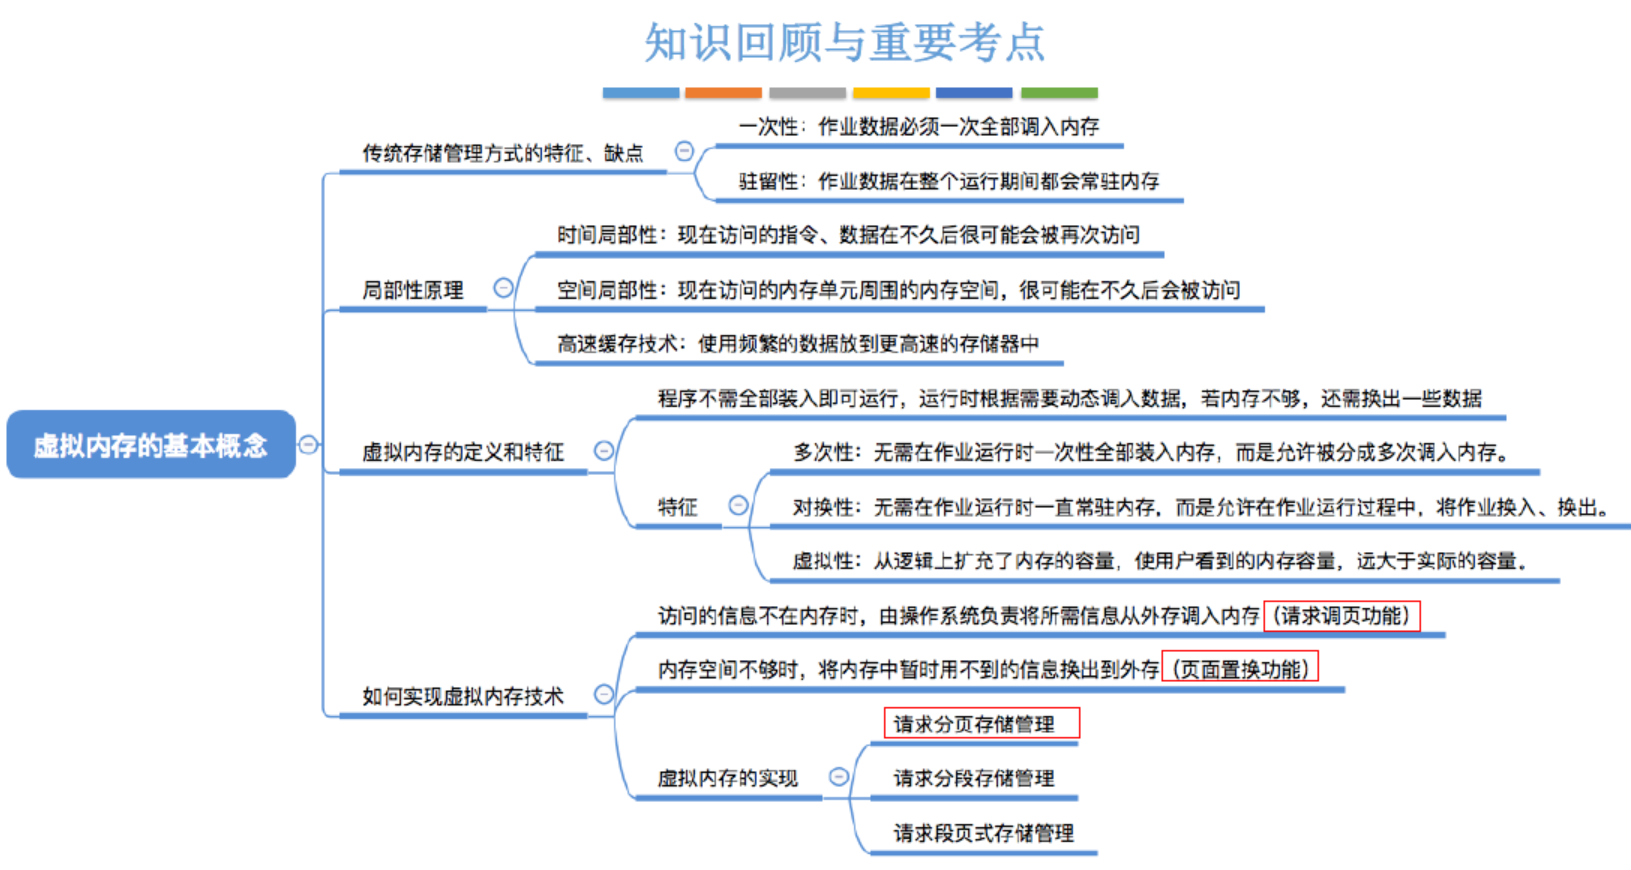 知识回顾与重要考点
一次性：作业数据必须一次全部调入内存
传统存储管理方式的特征、缺点
驻留性：作业数据在整个运行期间都会常驻内存
时间局部性：现在访问的指令、数据在不久后很可能会被再次访问
局部性原理
空间局部性：现在访问的内存单元周围的内存空间，很可能在不久后会被访问
高速缓存技术：使用频繁的数据放到更高速的存储器中
程序不需全部装入即可运行，运行时根据需要动态调入数据，若内存不够，还需换出一些数据
虚拟内存的基本概念
虚拟内存的定义和特征
多次性：无需在作业运行时一次性全部装入内存，而是允许被分成多次调入内存。
特征
对换性：无需在作业运行时一直常驻内存，而是允许在作业运行过程中，将作业换入、换出。
虚拟性：从逻辑上扩充了内存的容量，使用户看到的内存容量，远大于实际的容量。
访问的信息不在内存时，由操作系统负责将所需信息从外存调入内存（请求调页功能）
内存空间不够时，将内存中暂时用不到的信息换出到外存（页面置换功能）
如何实现虚拟内存技术
请求分页存储管理
虚拟内存的实现
请求分段存储管理
请求段页式存储管理